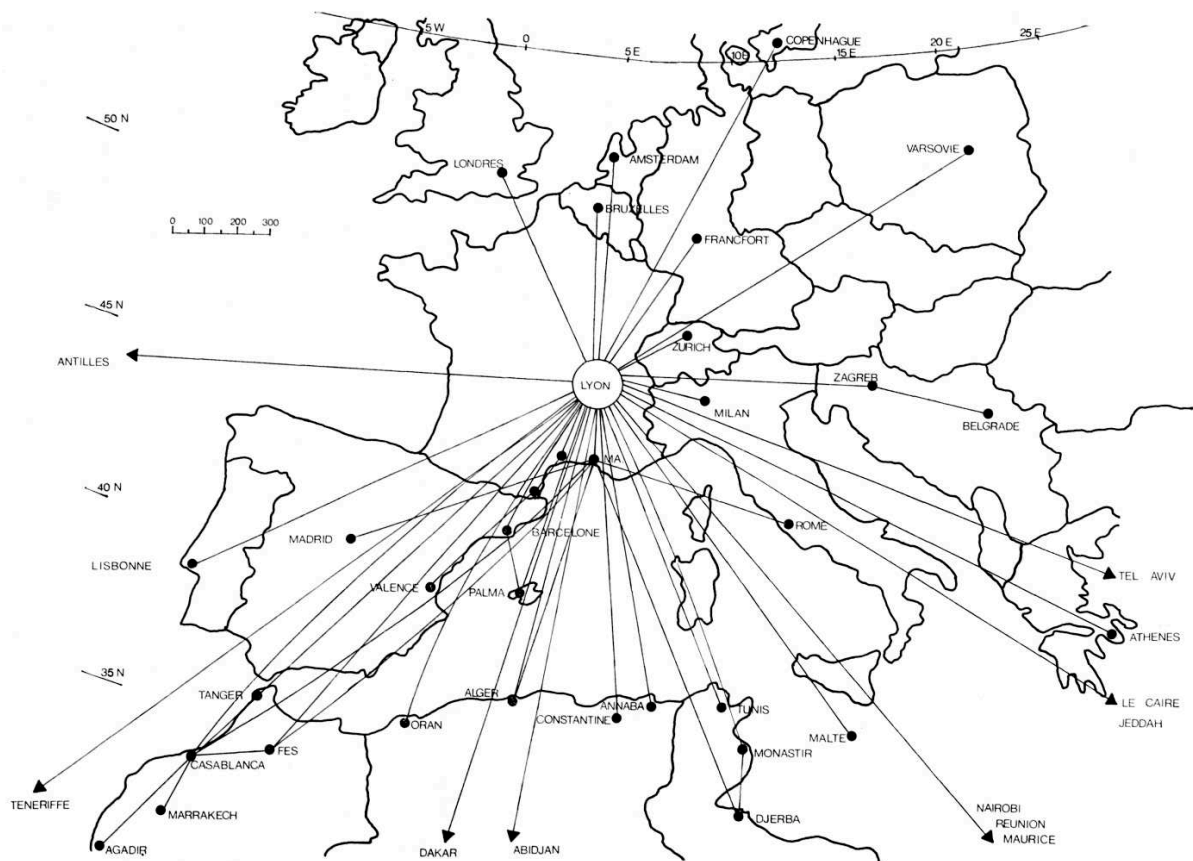 COPENHAGUE
5 W
0
5 E
10E
15 E
20 E
25 E
50 N
VARSOVIE
LONDRES
AMSTERDAM
BRUXELLES
0 100 200 300
FRANCFORT
45 N
ZURICH
ANTILLES
LYON
ZAGREB
MILAN
BELGRADE
MA
40 N
ROME
BARCELONE
MADRID
LISBONNE
TEL AVIV
VALENCE
PALMA
ATHENES
35 N
TANGER
ALGER
ANNABA
TUNIS
LE CAIRE
JEDDAH
CONSTANTINE
ORAN
MALTE
FES
MONASTIR
CASABLANCA
TENERIFFE
NAIROBI
REUNION
MAURICE
MARRAKECH
DJERBA
AGADIR
DAKAR
ABIDJAN